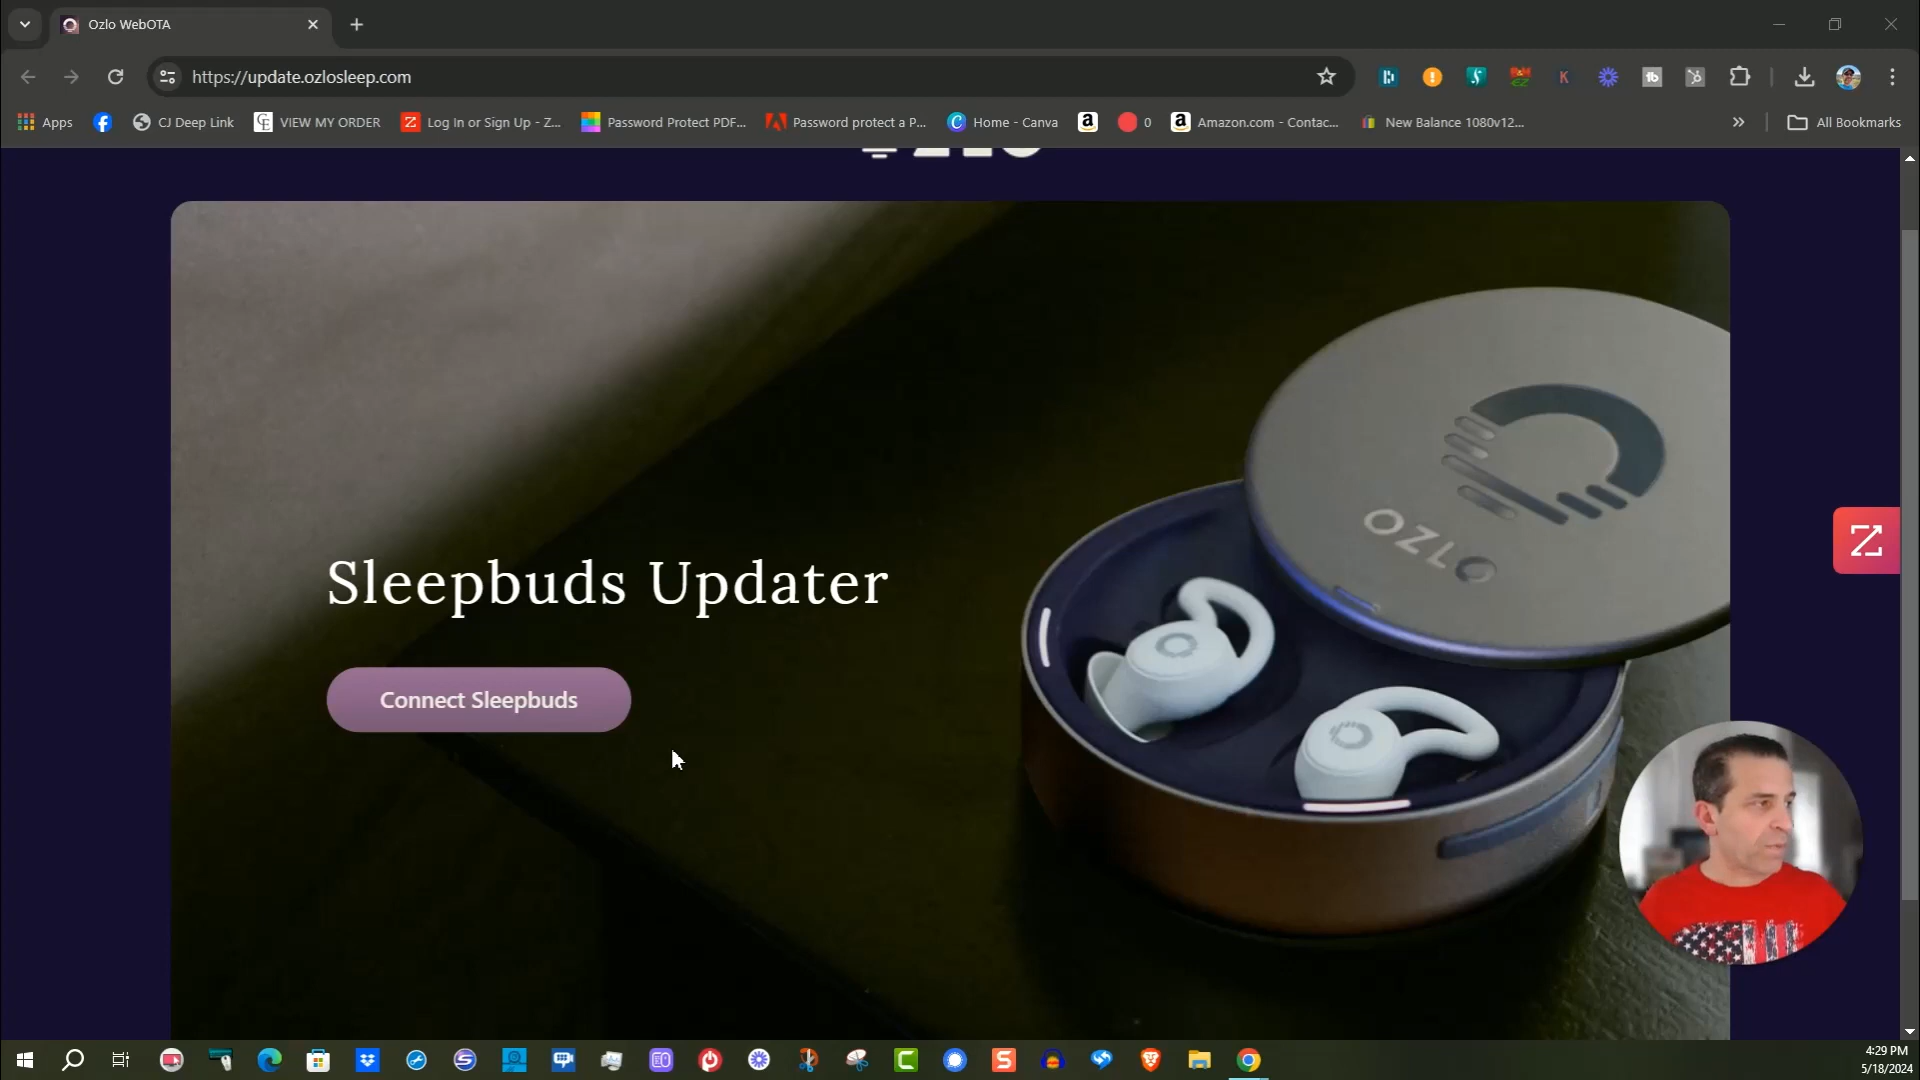 Ozlo WebOTA
https://update.ozlosleep.com
Apps
CJ Deep Link
VIEW MY ORDER
Log In or Sign Up - Z...
Password Protect PDF...
Password protect a P...
Home - Canva
0
Amazon.com - Contac...
New Balance 1080v12...
All Bookmarks
OZLO
Sleepbuds Updater
Connect Sleepbuds
4:29 PM
5/18/2024